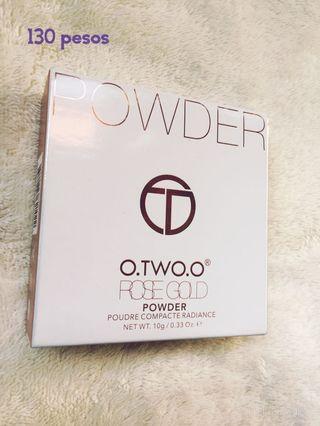 130 pesos
POWDER
O.TWO.O®
ROSE GOLD
POWDER
POUDRE COMPACTE RADIANCE
NET WT. 10g / 0.33 Oz. ℮